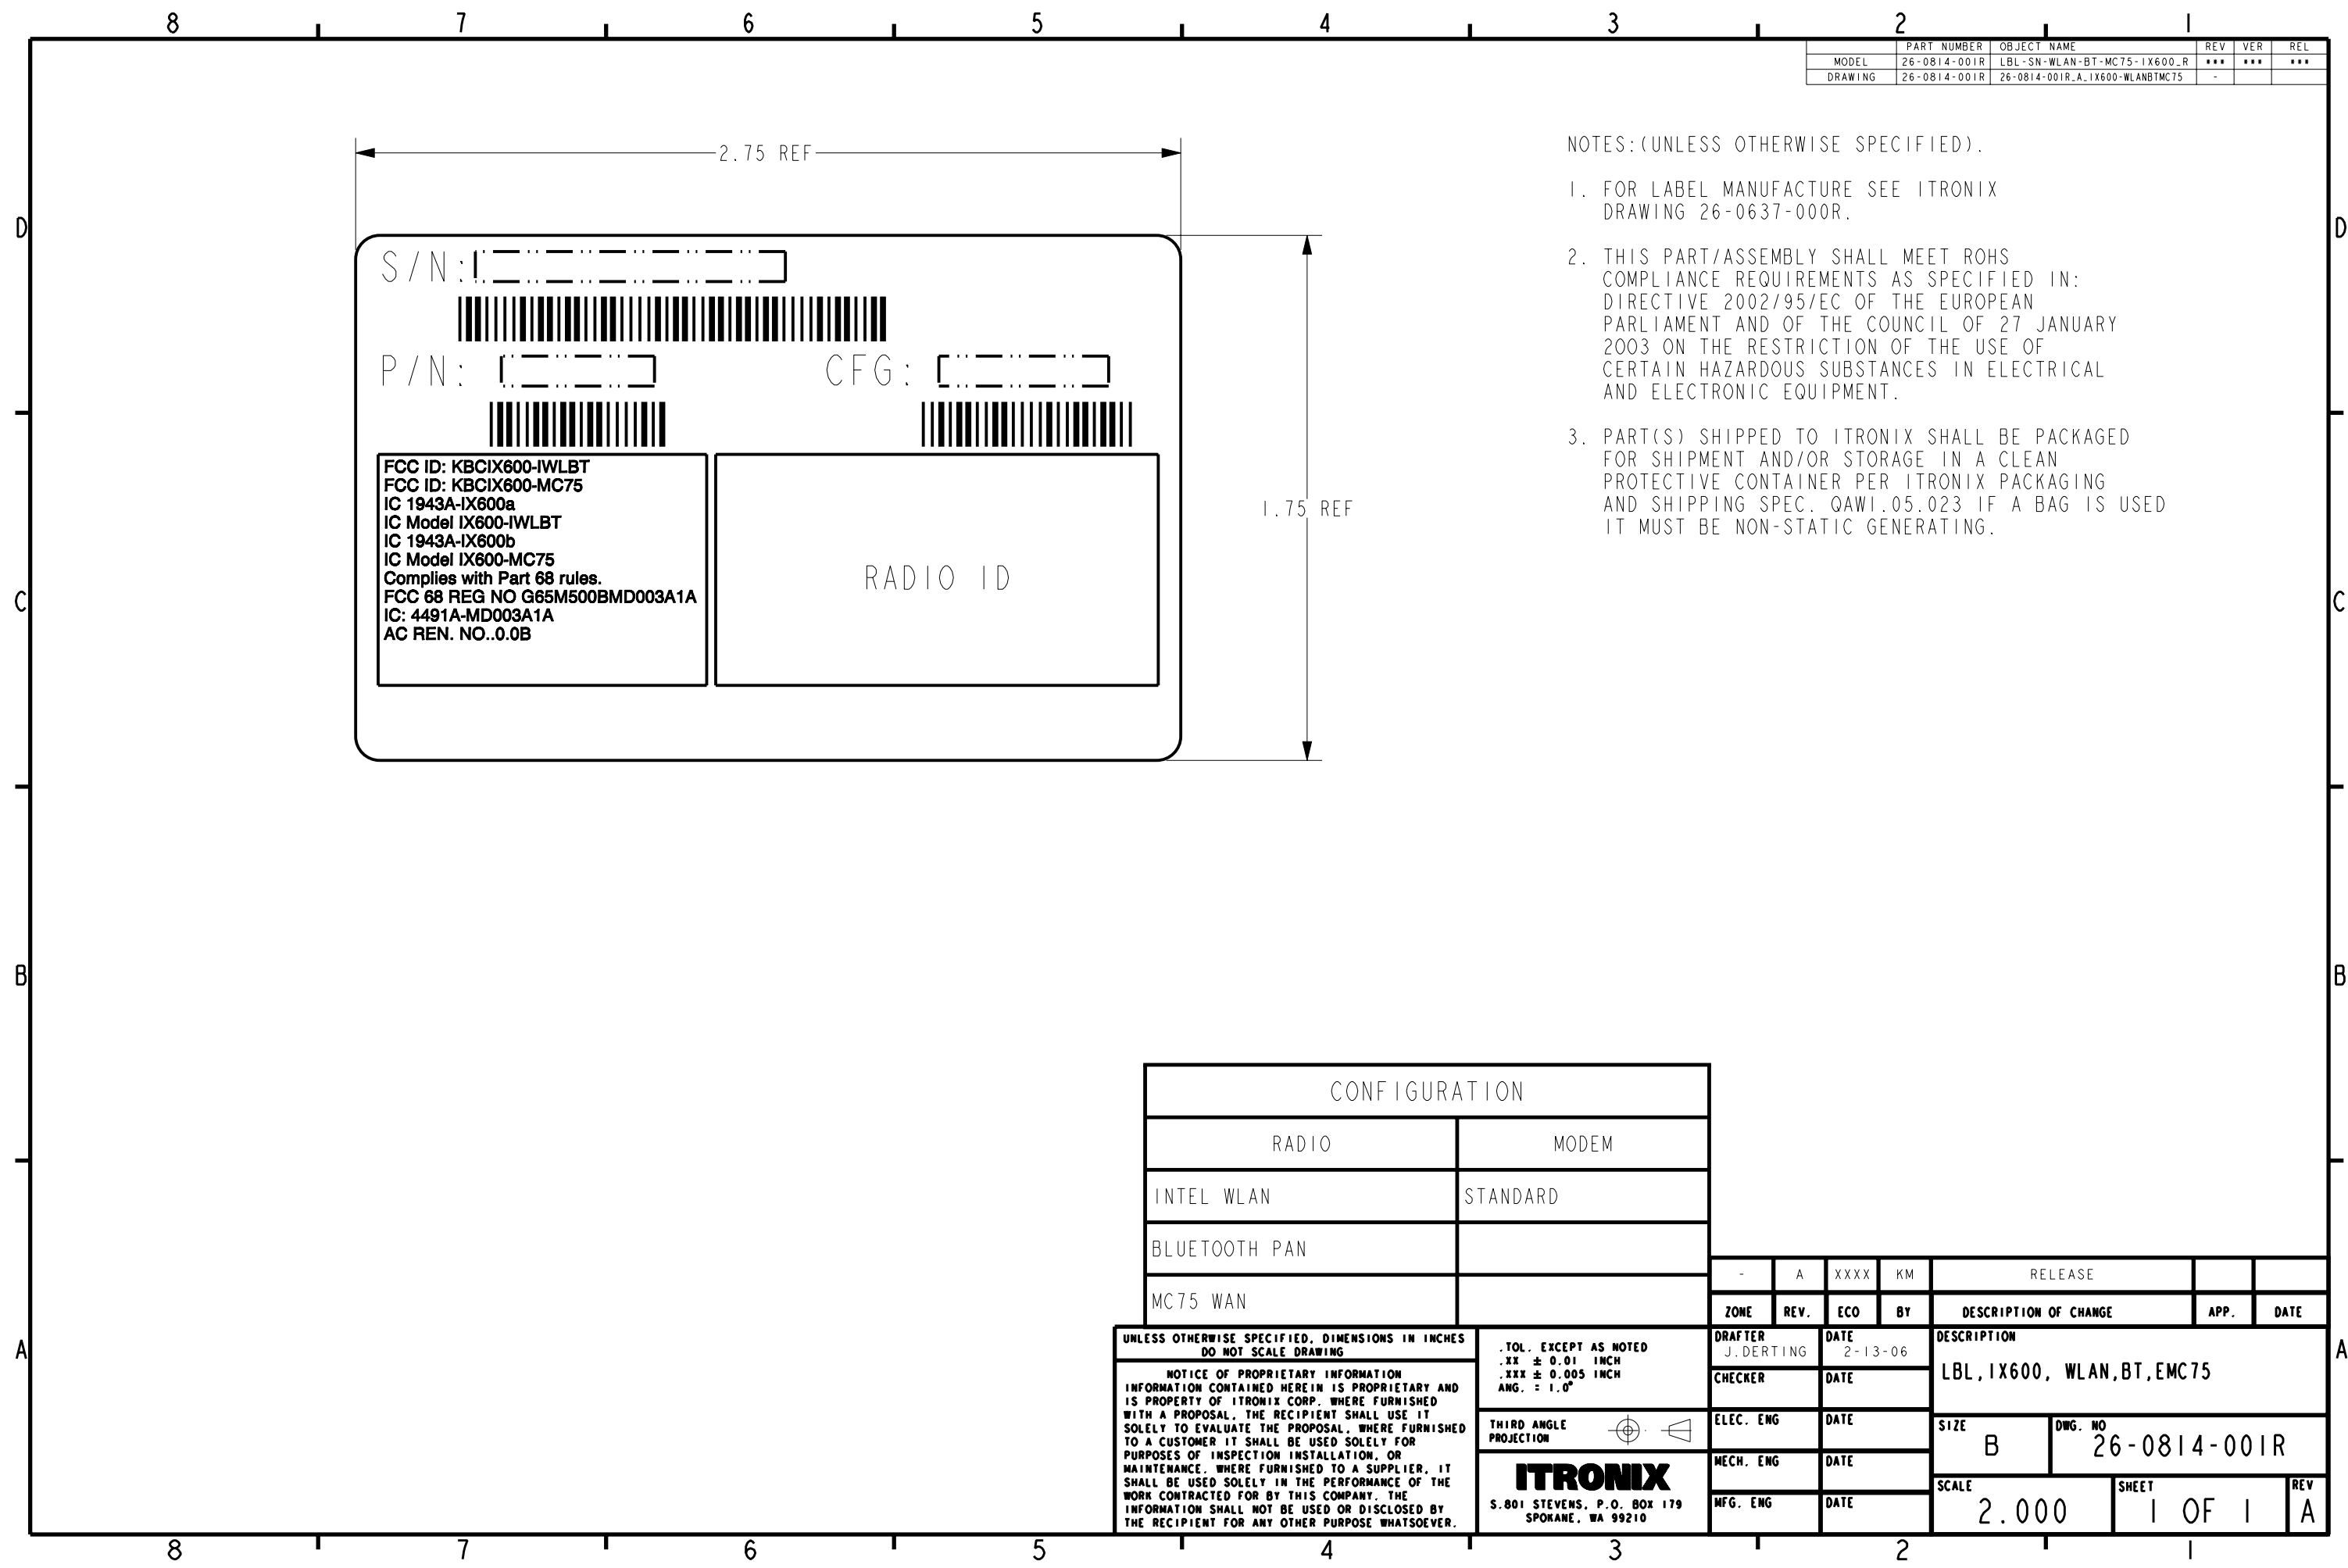 8 7 6 5 4 3 2 1
PART NUMBER OBJECT NAME REV VER REL
MODEL 26-0814-001R LBL-SN-WLAN-BT-MC75-IX600_R *** *** ***
DRAWING 26-0814-001R 26-0814-001R_A_IX600-WLANBTMC75 -
2.75 REF
NOTES:(UNLESS OTHERWISE SPECIFIED).
1. FOR LABEL MANUFACTURE SEE ITRONIX
DRAWING 26-0637-000R.
2. THIS PART/ASSEMBLY SHALL MEET ROHS
COMPLIANCE REQUIREMENTS AS SPECIFIED IN:
DIRECTIVE 2002/95/EC OF THE EUROPEAN
PARLIAMENT AND OF THE COUNCIL OF 27 JANUARY
2003 ON THE RESTRICTION OF THE USE OF
CERTAIN HAZARDOUS SUBSTANCES IN ELECTRICAL
AND ELECTRONIC EQUIPMENT.
3. PART(S) SHIPPED TO ITRONIX SHALL BE PACKAGED
FOR SHIPMENT AND/OR STORAGE IN A CLEAN
PROTECTIVE CONTAINER PER ITRONIX PACKAGING
AND SHIPPING SPEC. QAWI.05.023 IF A BAG IS USED
IT MUST BE NON-STATIC GENERATING.
D D
S/N:
P/N: CFG:
FCC ID: KBCIX600-IWLBT
FCC ID: KBCIX600-MC75
IC 1943A-IX600a
IC Model IX600-IWLBT
IC 1943A-IX600b
IC Model IX600-MC75
Complies with Part 68 rules.
FCC 68 REG NO G65M500BMD003A1A
IC: 4491A-MD003A1A
AC REN. NO..0.0B
RADIO ID
1.75 REF
C C
B B
CONFIGURATION
RADIO MODEM
INTEL WLAN STANDARD
BLUETOOTH PAN
MC75 WAN
- A XXXX KM RELEASE
ZONE REV. ECO BY DESCRIPTION OF CHANGE APP. DATE
A A
UNLESS OTHERWISE SPECIFIED, DIMENSIONS IN INCHES
DO NOT SCALE DRAWING
NOTICE OF PROPRIETARY INFORMATION
INFORMATION CONTAINED HEREIN IS PROPRIETARY AND
IS PROPERTY OF ITRONIX CORP. WHERE FURNISHED
WITH A PROPOSAL, THE RECIPIENT SHALL USE IT
SOLELY TO EVALUATE THE PROPOSAL, WHERE FURNISHED
TO A CUSTOMER IT SHALL BE USED SOLELY FOR
PURPOSES OF INSPECTION INSTALLATION, OR
MAINTENANCE. WHERE FURNISHED TO A SUPPLIER, IT
SHALL BE USED SOLELY IN THE PERFORMANCE OF THE
WORK CONTRACTED FOR BY THIS COMPANY. THE
INFORMATION SHALL NOT BE USED OR DISCLOSED BY
THE RECIPIENT FOR ANY OTHER PURPOSE WHATSOEVER.
.TOL. EXCEPT AS NOTED
.XX ± 0.01 INCH
.XXX ± 0.005 INCH
ANG. = 1.0°
THIRD ANGLE
PROJECTION
ITRONIX
S.801 STEVENS, P.O. BOX 179
SPOKANE, WA 99210
DRAFTER DATE
J.DERTING 2-13-06
CHECKER DATE
ELEC. ENG DATE
MECH. ENG DATE
MFG. ENG DATE
DESCRIPTION
LBL,IX600, WLAN,BT,EMC75
SIZE DWG. NO
B 26-0814-001R
SCALE SHEET REV
2.000 1 OF 1 A
8 7 6 5 4 3 2 1